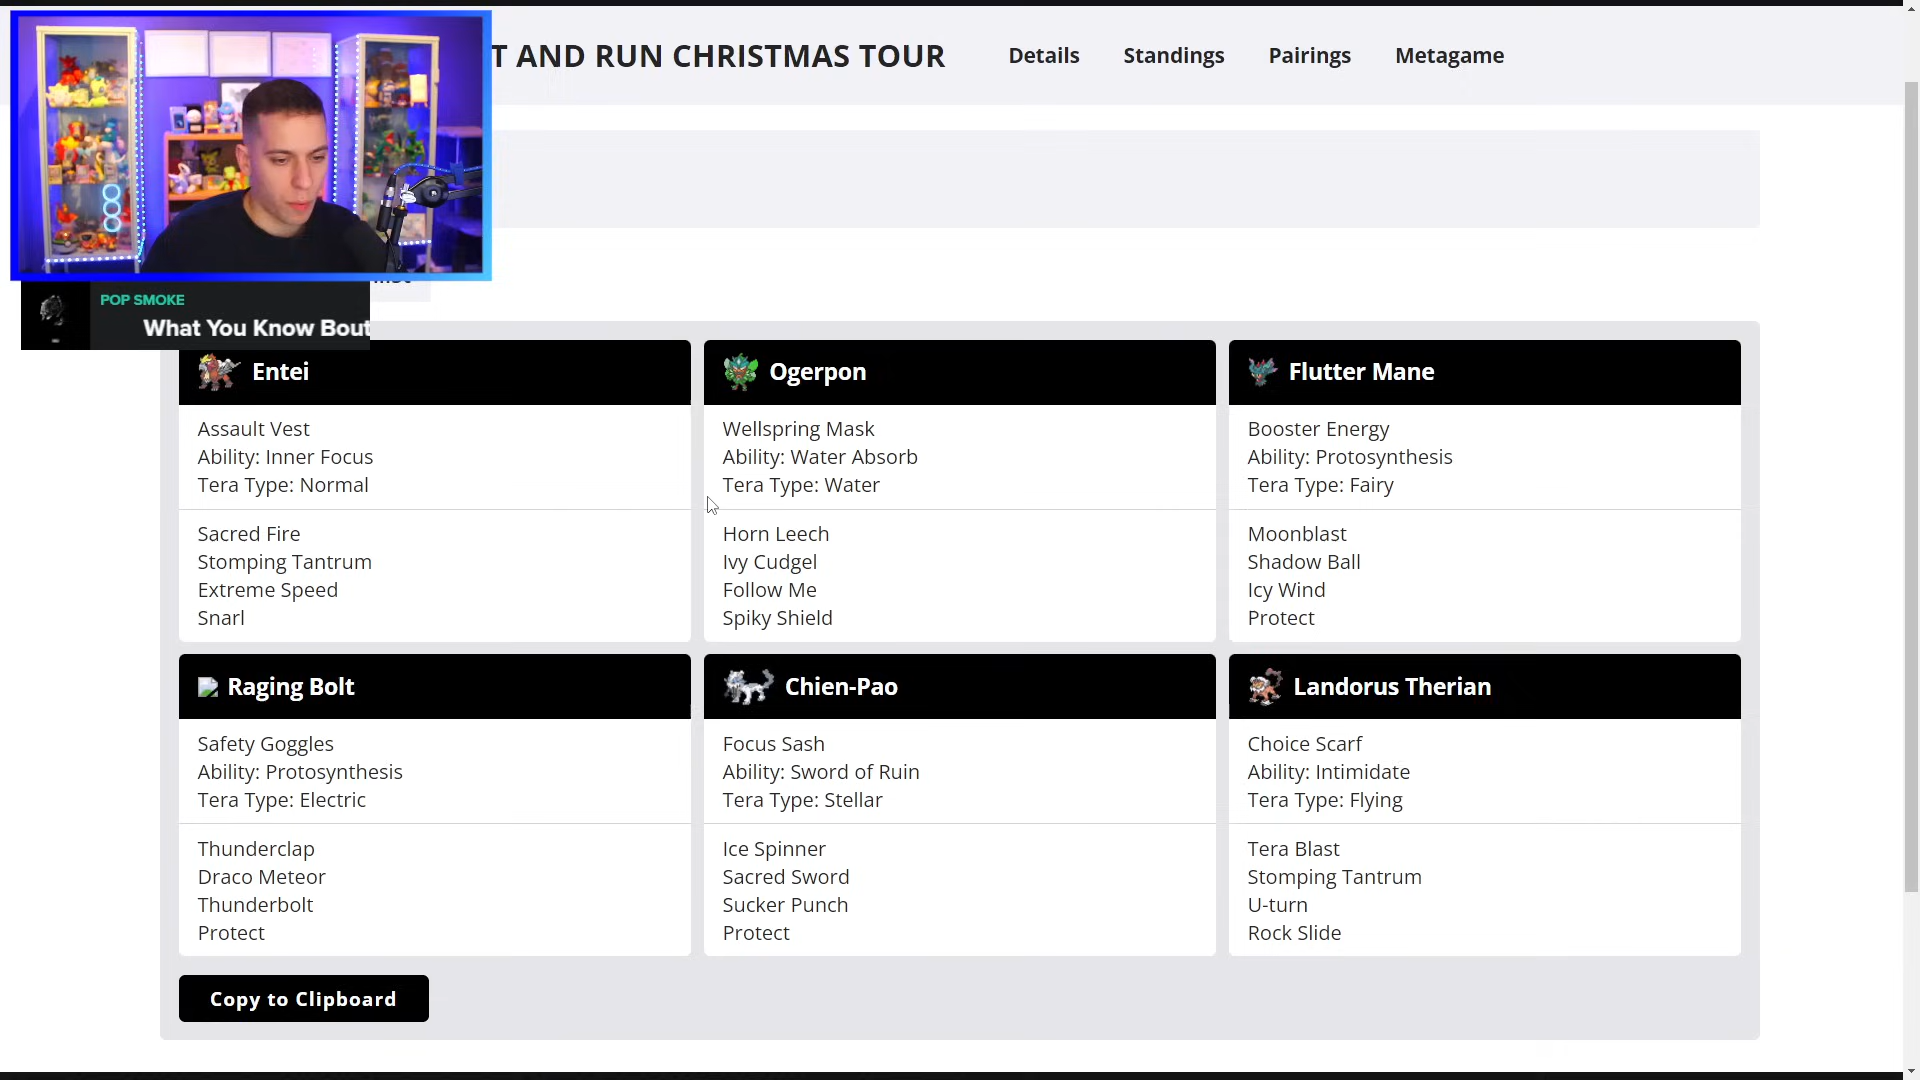 T AND RUN CHRISTMAS TOUR
Details
Standings
Pairings
Metagame
POP SMOKE
What You Know Bout
Entei
Assault Vest
Ability: Inner Focus
Tera Type: Normal
Sacred Fire
Stomping Tantrum
Extreme Speed
Snarl
Ogerpon
Wellspring Mask
Ability: Water Absorb
Tera Type: Water
Horn Leech
Ivy Cudgel
Follow Me
Spiky Shield
Flutter Mane
Booster Energy
Ability: Protosynthesis
Tera Type: Fairy
Moonblast
Shadow Ball
Icy Wind
Protect
Raging Bolt
Safety Goggles
Ability: Protosynthesis
Tera Type: Electric
Thunderclap
Draco Meteor
Thunderbolt
Protect
Chien-Pao
Focus Sash
Ability: Sword of Ruin
Tera Type: Stellar
Ice Spinner
Sacred Sword
Sucker Punch
Protect
Landorus Therian
Choice Scarf
Ability: Intimidate
Tera Type: Flying
Tera Blast
Stomping Tantrum
U-turn
Rock Slide
Copy to Clipboard